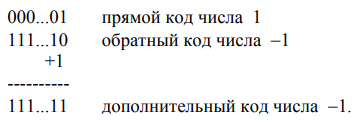 000...01 прямой код числа 1
111...10 обратный код числа −1
+1
----------
111...11 дополнительный код числа −1.